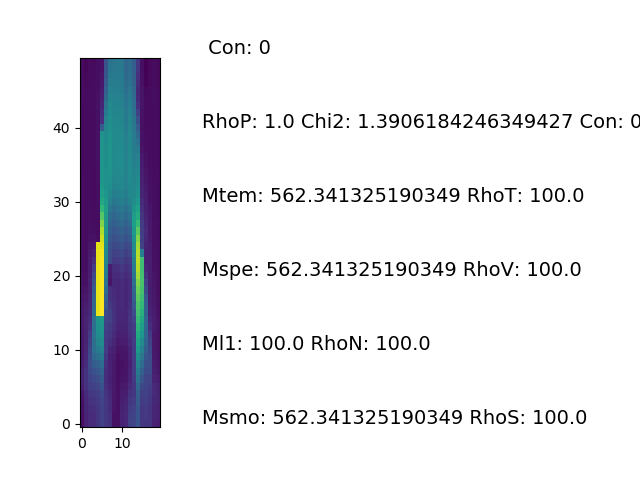 Con: 0
RhoP: 1.0 Chi2: 1.3906184246349427 Con: 0
40
Mtem: 562.341325190349 RhoT: 100.0
30
Mspe: 562.341325190349 RhoV: 100.0
20
Ml1: 100.0 RhoN: 100.0
10
Msmo: 562.341325190349 RhoS: 100.0
0
0 10